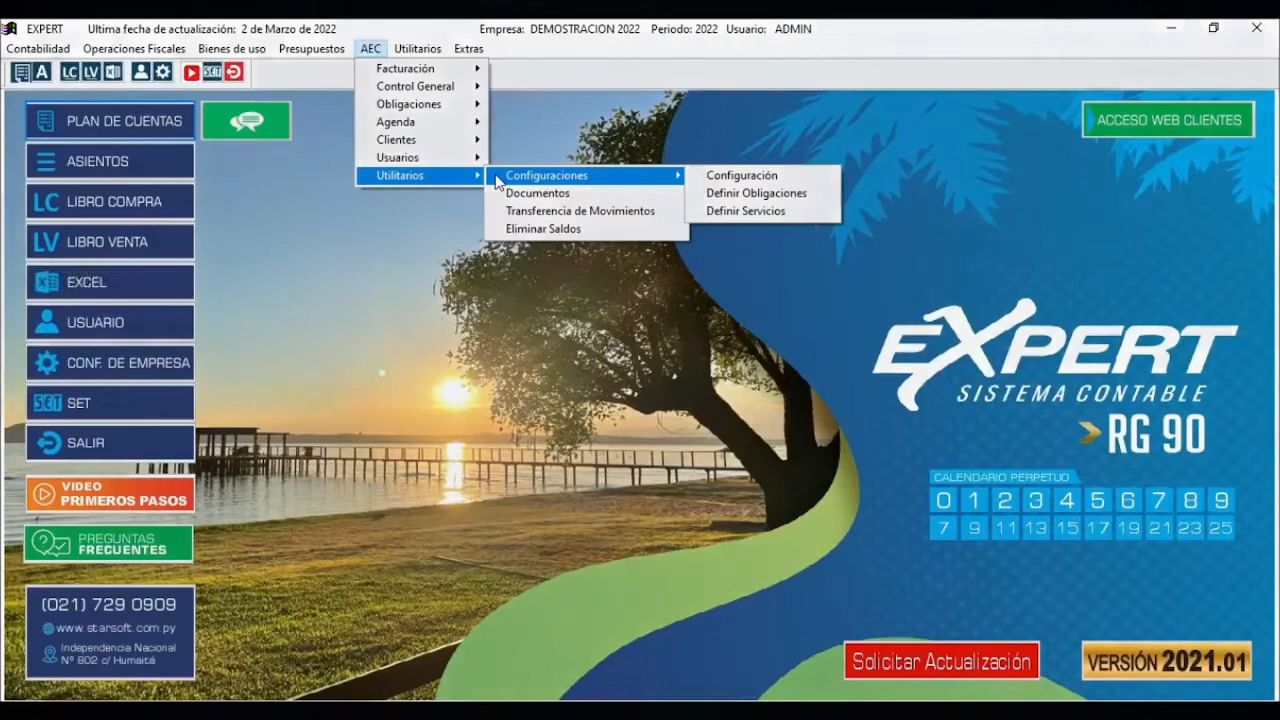 EXPERT Ultima fecha de actualización: 2 de Marzo de 2022 Empresa: DEMOSTRACION 2022 Periodo: 2022 Usuario: ADMIN
Contabilidad Operaciones Fiscales Bienes de uso Presupuestos AEC Utilitarios Extras
A LC LV SET
Facturación
Control General
Obligaciones
Agenda
Clientes
Usuarios
Utilitarios
Configuraciones
Documentos
Transferencia de Movimientos
Eliminar Saldos
Configuración
Definir Obligaciones
Definir Servicios
PLAN DE CUENTAS
ASIENTOS
LC LIBRO COMPRA
LV LIBRO VENTA
EXCEL
USUARIO
CONF. DE EMPRESA
SET SET
SALIR
VIDEO
PRIMEROS PASOS
PREGUNTAS
FRECUENTES
(021) 729 0909
www.starsoft.com.py
Independencia Nacional
Nº 802 c/ Humaitá
ACCESO WEB CLIENTES
EXPERT
SISTEMA CONTABLE
RG 90
CALENDARIO PERPETUO
0 1 2 3 4 5 6 7 8 9
7 9 11 13 15 17 19 21 23 25
Solicitar Actualización
VERSIÓN 2021.01